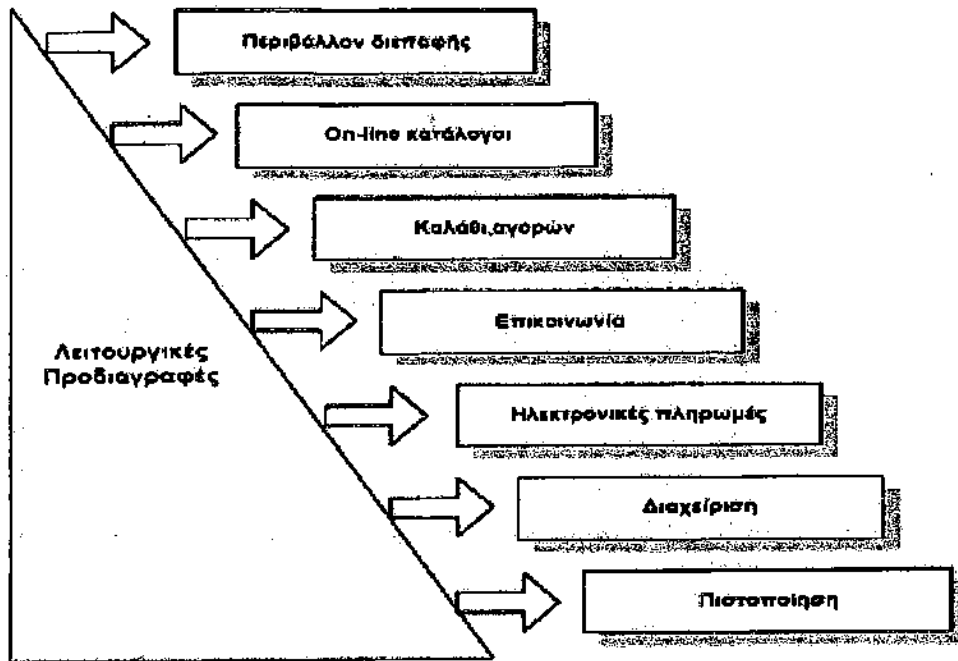 Περιβάλλον διεπαφής
On-line κατάλογοι
Καλάθι αγορών
Επικοινωνία
Λειτουργικές
Προδιαγραφές
Ηλεκτρονικές πληρωμές
Διαχείριση
Πιστοποίηση